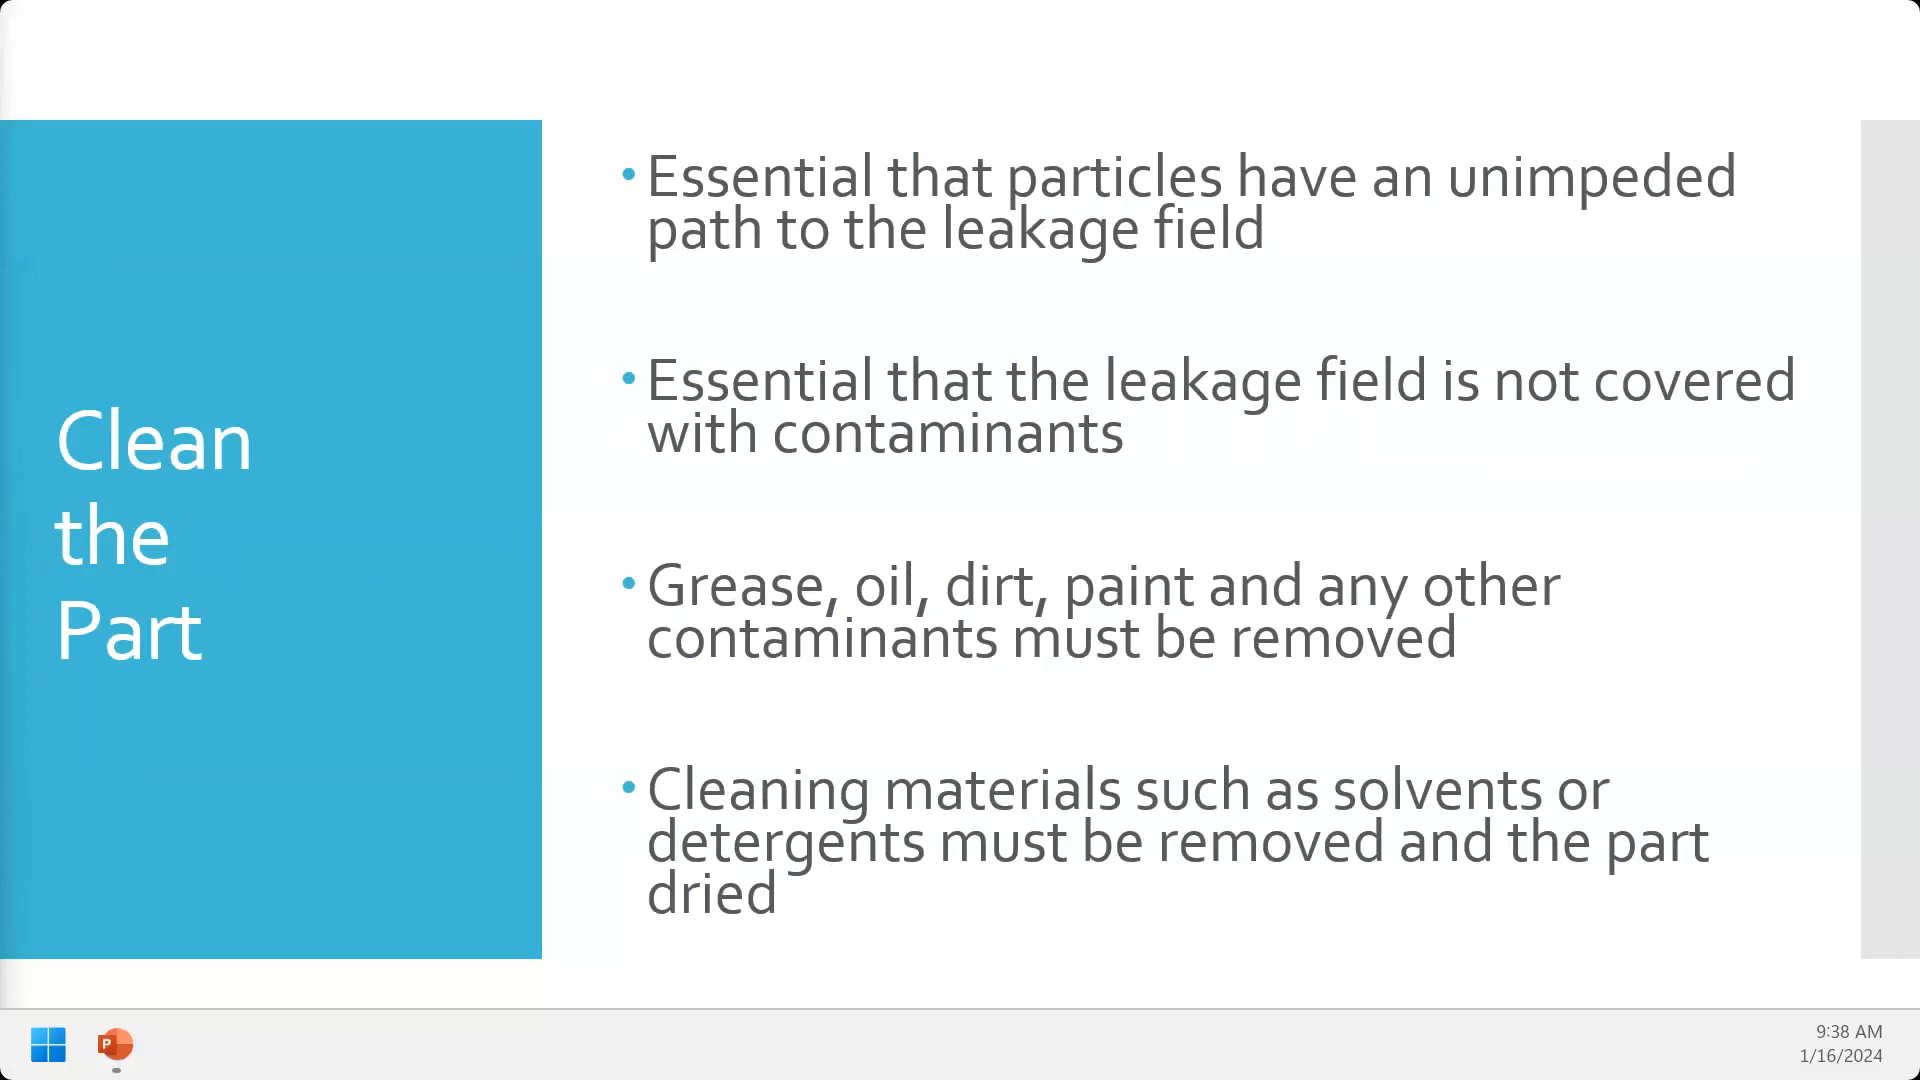 Clean
the
Part
• Essential that particles have an unimpeded
path to the leakage field
• Essential that the leakage field is not covered
with contaminants
• Grease, oil, dirt, paint and any other
contaminants must be removed
• Cleaning materials such as solvents or
detergents must be removed and the part
dried
P
9:38 AM
1/16/2024